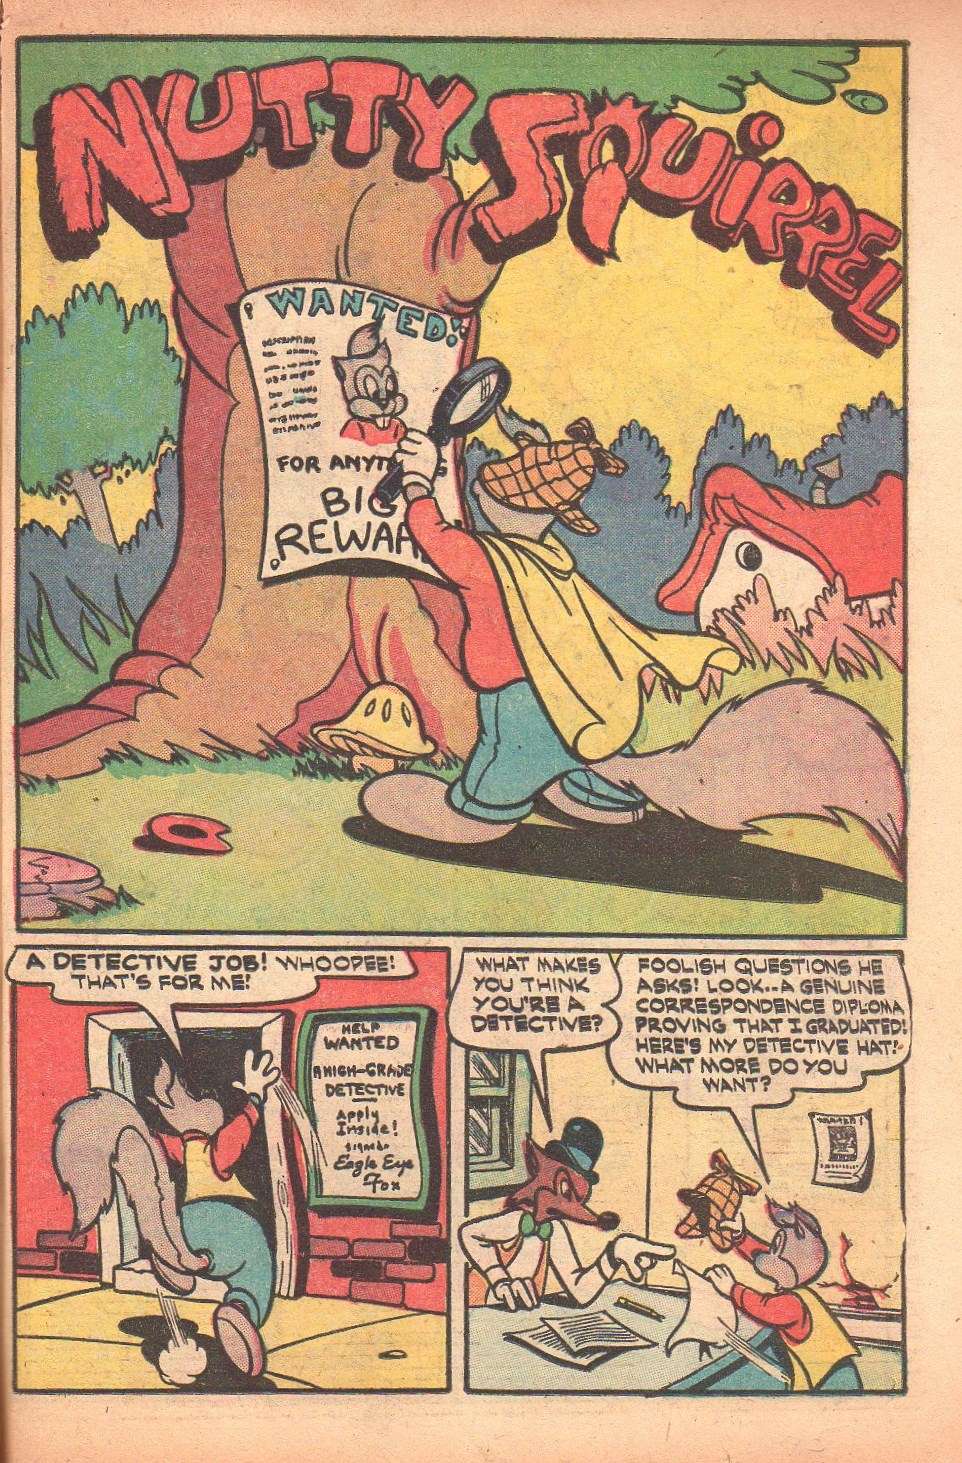 NUTTY SQUIRREL
WANTED!
DESCRIPTION
FOR ANYT
BIG
REWAR
A DETECTIVE JOB! WHOOPEE!
THAT'S FOR ME!
HELP
WANTED
A HIGH-GRADE
DETECTIVE
Apply
Inside!
signed-
Eagle Eye
Fox
WHAT MAKES
YOU THINK
YOU'RE A
DETECTIVE?
FOOLISH QUESTIONS HE
ASKS! LOOK--A GENUINE
CORRESPONDENCE DIPLOMA
PROVING THAT I GRADUATED!
HERE'S MY DETECTIVE HAT!
WHAT MORE DO YOU
WANT?
WANTED!